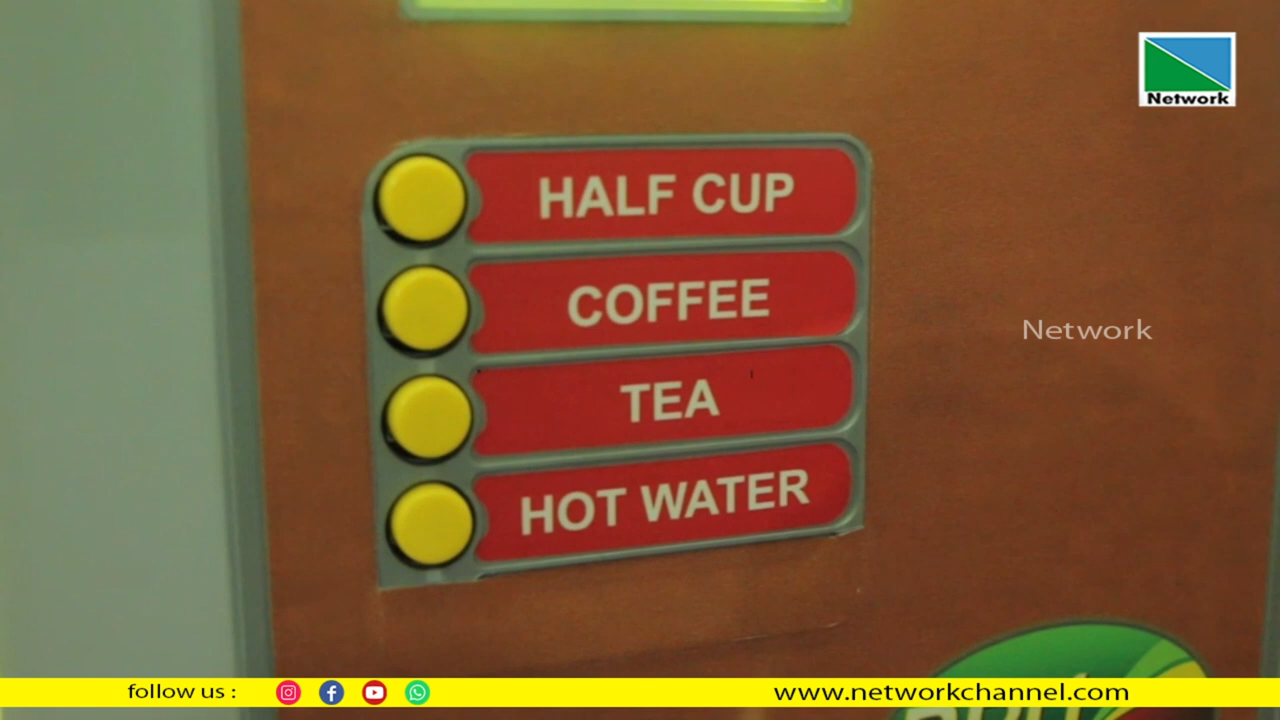 Network
HALF CUP
COFFEE
Network
TEA
HOT WATER
follow us :
www.networkchannel.com